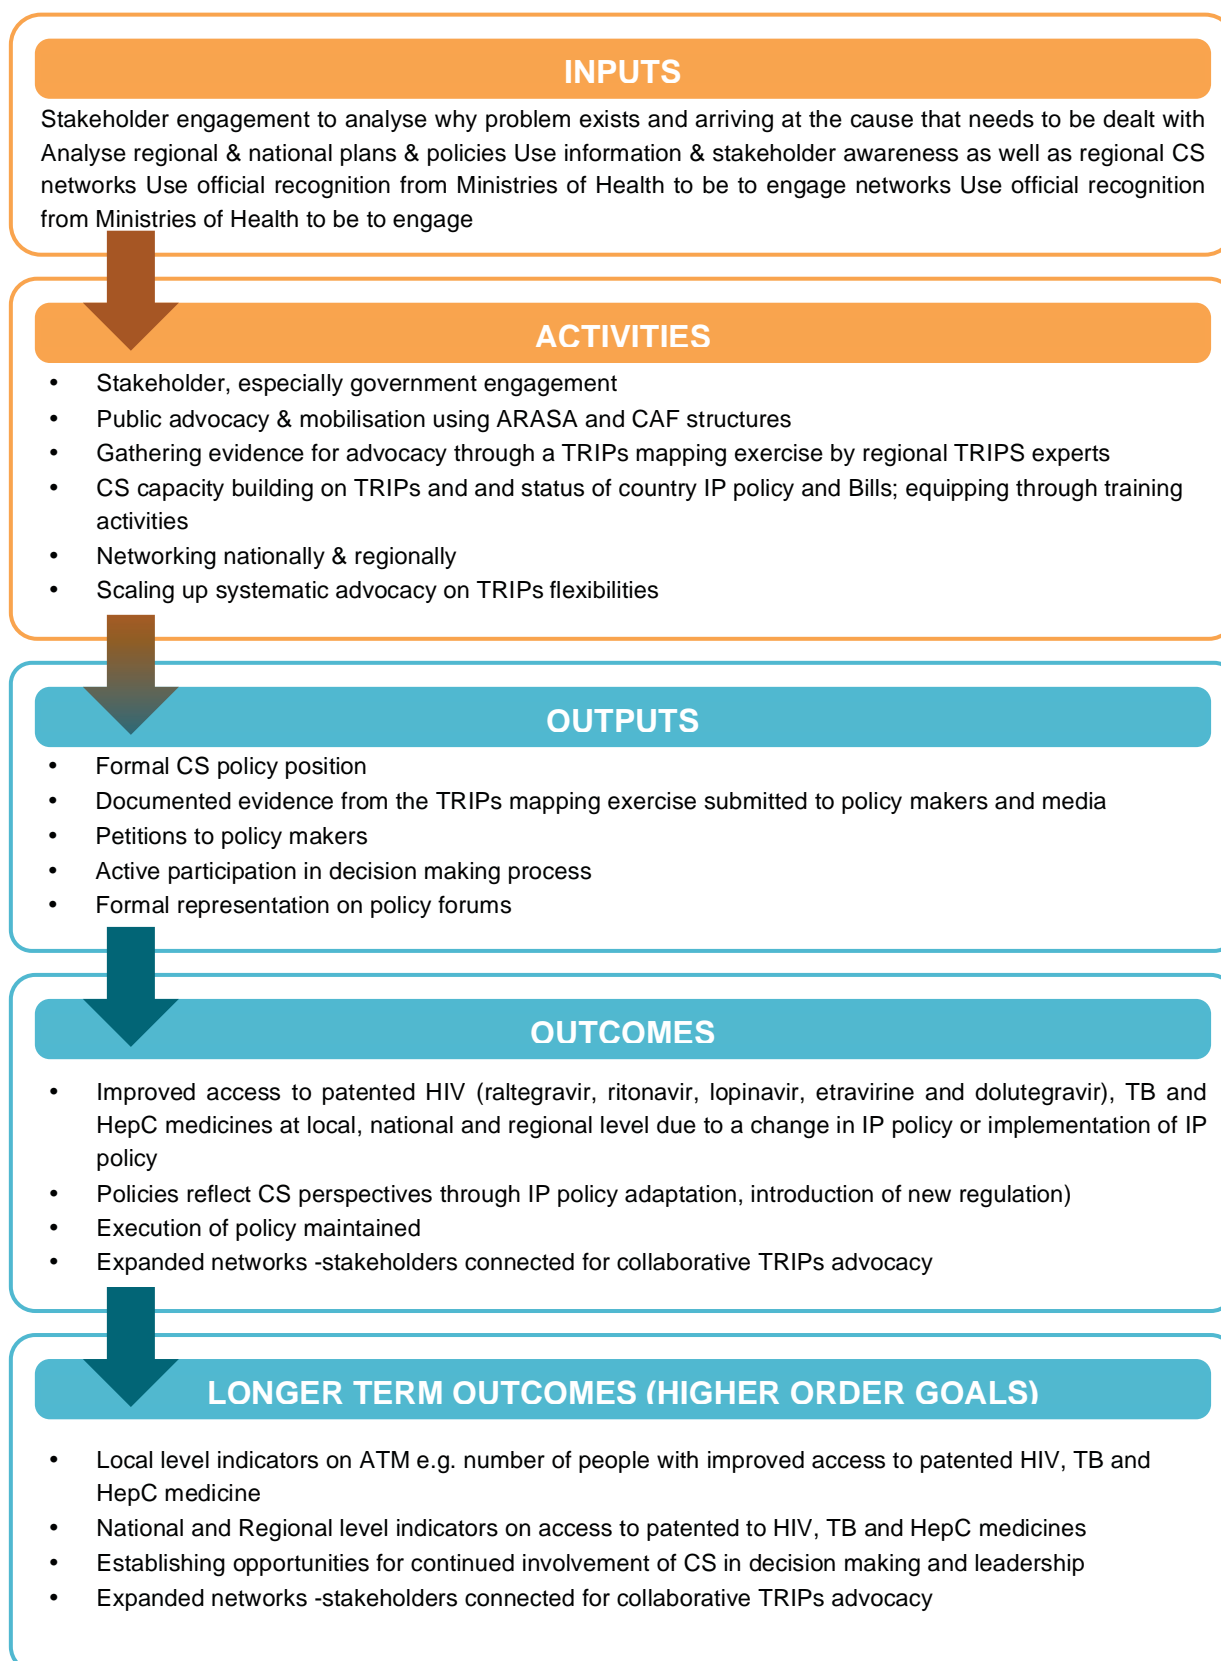 INPUTS
Stakeholder engagement to analyse why problem exists and arriving at the cause that needs to be dealt with
Analyse regional & national plans & policies Use information & stakeholder awareness as well as regional CS
networks Use official recognition from Ministries of Health to be to engage networks Use official recognition
from Ministries of Health to be to engage
ACTIVITIES
• Stakeholder, especially government engagement
• Public advocacy & mobilisation using ARASA and CAF structures
• Gathering evidence for advocacy through a TRIPs mapping exercise by regional TRIPS experts
• CS capacity building on TRIPs and and status of country IP policy and Bills; equipping through training
activities
• Networking nationally & regionally
• Scaling up systematic advocacy on TRIPs flexibilities
OUTPUTS
• Formal CS policy position
• Documented evidence from the TRIPs mapping exercise submitted to policy makers and media
• Petitions to policy makers
• Active participation in decision making process
• Formal representation on policy forums
OUTCOMES
• Improved access to patented HIV (raltegravir, ritonavir, lopinavir, etravirine and dolutegravir), TB and
HepC medicines at local, national and regional level due to a change in IP policy or implementation of IP
policy
• Policies reflect CS perspectives through IP policy adaptation, introduction of new regulation)
• Execution of policy maintained
• Expanded networks -stakeholders connected for collaborative TRIPs advocacy
LONGER TERM OUTCOMES (HIGHER ORDER GOALS)
• Local level indicators on ATM e.g. number of people with improved access to patented HIV, TB and
HepC medicine
• National and Regional level indicators on access to patented to HIV, TB and HepC medicines
• Establishing opportunities for continued involvement of CS in decision making and leadership
• Expanded networks -stakeholders connected for collaborative TRIPs advocacy